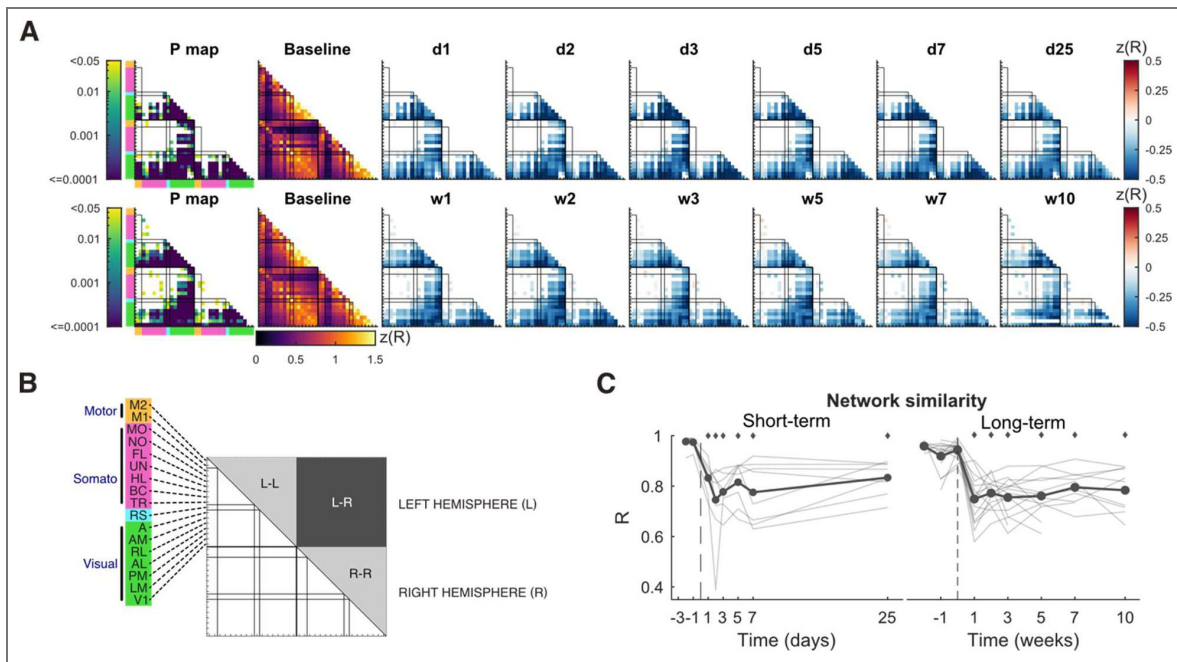 A
P map Baseline d1 d2 d3 d5 d7 d25 z(R)
<0.05
0.01
0.001
<=0.0001
0.5
0.25
0
-0.25
-0.5
P map Baseline w1 w2 w3 w5 w7 w10 z(R)
<0.05
0.01
0.001
<=0.0001
0.5
0.25
0
-0.25
-0.5
z(R)
0 0.5 1 1.5
B
Motor
Somato
Visual
M2
M1
MO
NO
FL
UN
HL
BC
TR
RS
A
AM
RL
AL
PM
LM
V1
L-L
L-R
R-R
LEFT HEMISPHERE (L)
RIGHT HEMISPHERE (R)
C
Network similarity
Short-term Long-term
R
1
0.8
0.6
0.4
-3 -1 1 3 5 7 25
Time (days)
-1 1 3 5 7 10
Time (weeks)